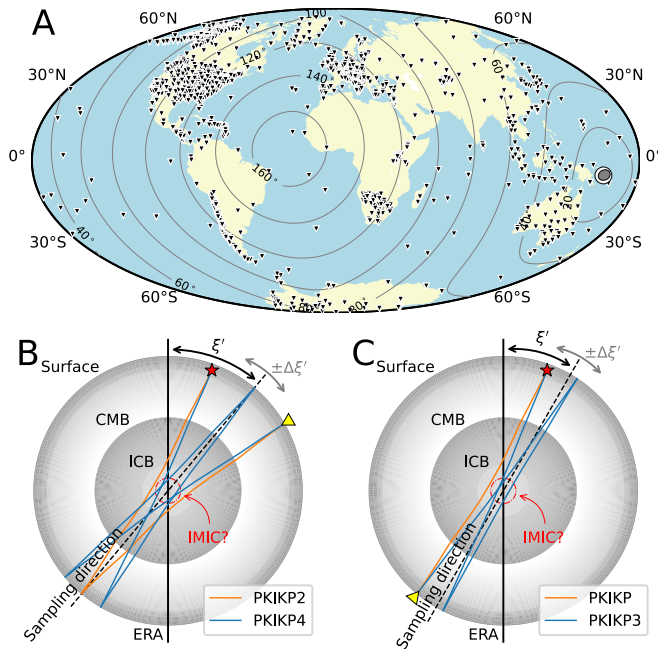 A
60°N
60°N
30°N
30°N
0°
0°
30°S
30°S
60°S
60°S
100
120°
140
160°
60
20
40
40°
60°
80°
80°
B
Surface
CMB
ICB
ξ′
±Δξ′
IMIC?
Sampling direction
ERA
PKIKP2
PKIKP4
C
Surface
CMB
ICB
ξ′
±Δξ′
IMIC?
Sampling direction
ERA
PKIKP
PKIKP3